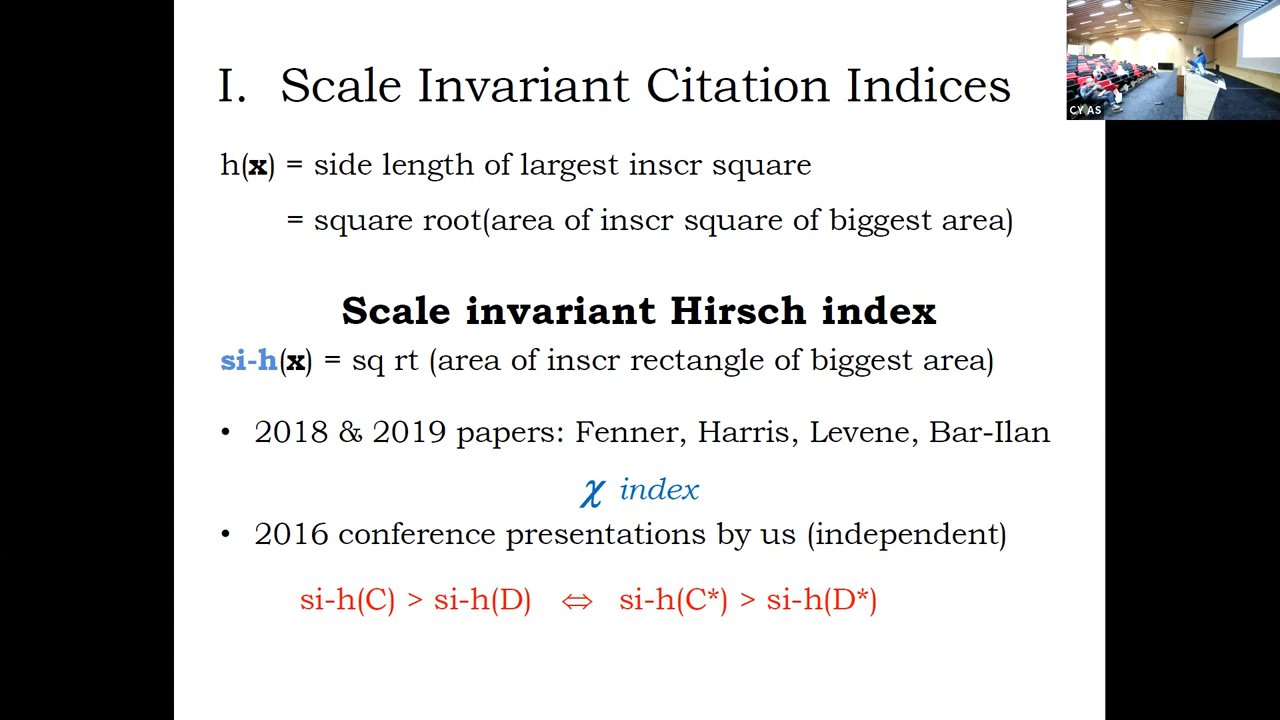 I. Scale Invariant Citation Indices
CY AS
h(x) = side length of largest inscr square
= square root(area of inscr square of biggest area)
Scale invariant Hirsch index
si-h(x) = sq rt (area of inscr rectangle of biggest area)
• 2018 & 2019 papers: Fenner, Harris, Levene, Bar-Ilan
χ index
• 2016 conference presentations by us (independent)
si-h(C) > si-h(D) ⇔ si-h(C*) > si-h(D*)